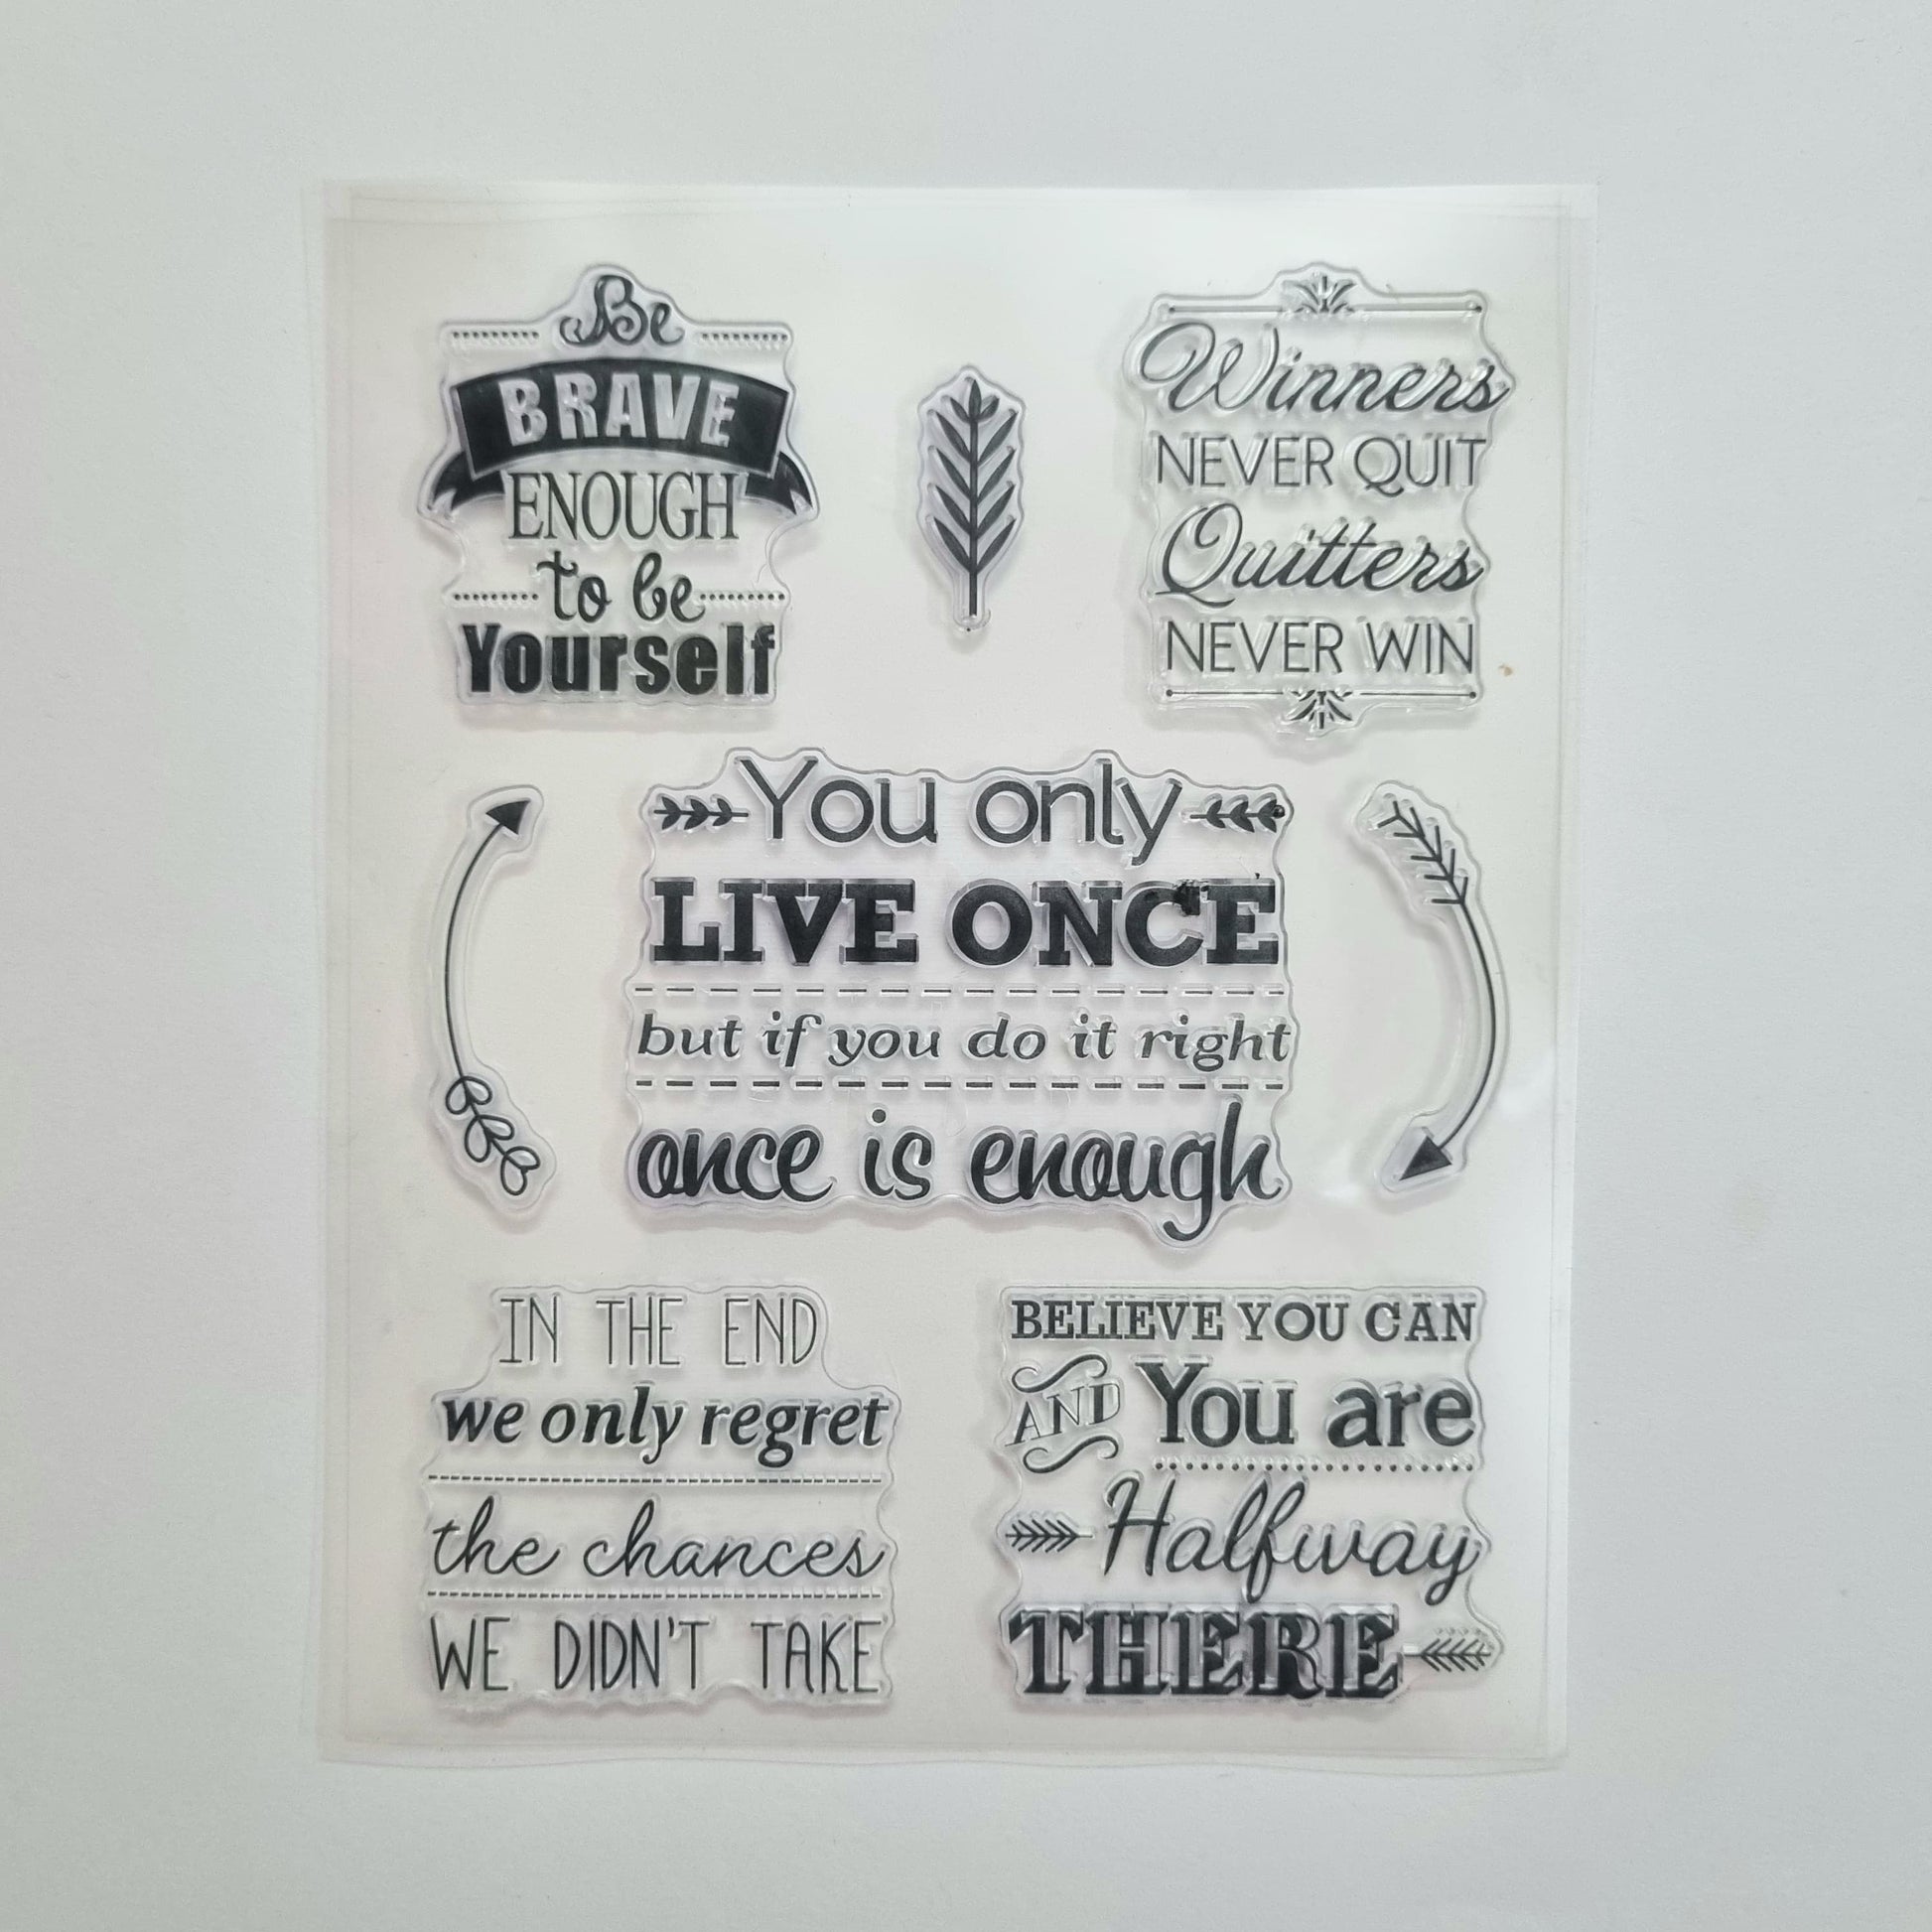 Be
BRAVE
ENOUGH
to be
Yourself
Winners
NEVER QUIT
Quitters
NEVER WIN
You only
LIVE ONCE
but if you do it right
once is enough
IN THE END
we only regret
the chances
WE DIDN'T TAKE
BELIEVE YOU CAN
AND You are
Halfway
THERE